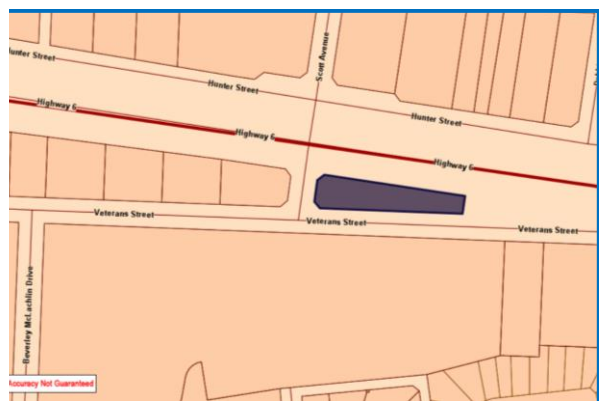 Hunter Street
Scott Avenue
Hunter Street
Hunter Street
Highway 6
Highway 6
Highway 6
Veterans Street
Veterans Street
Veterans Street
Beverley McLachlin Drive
Accuracy Not Guaranteed